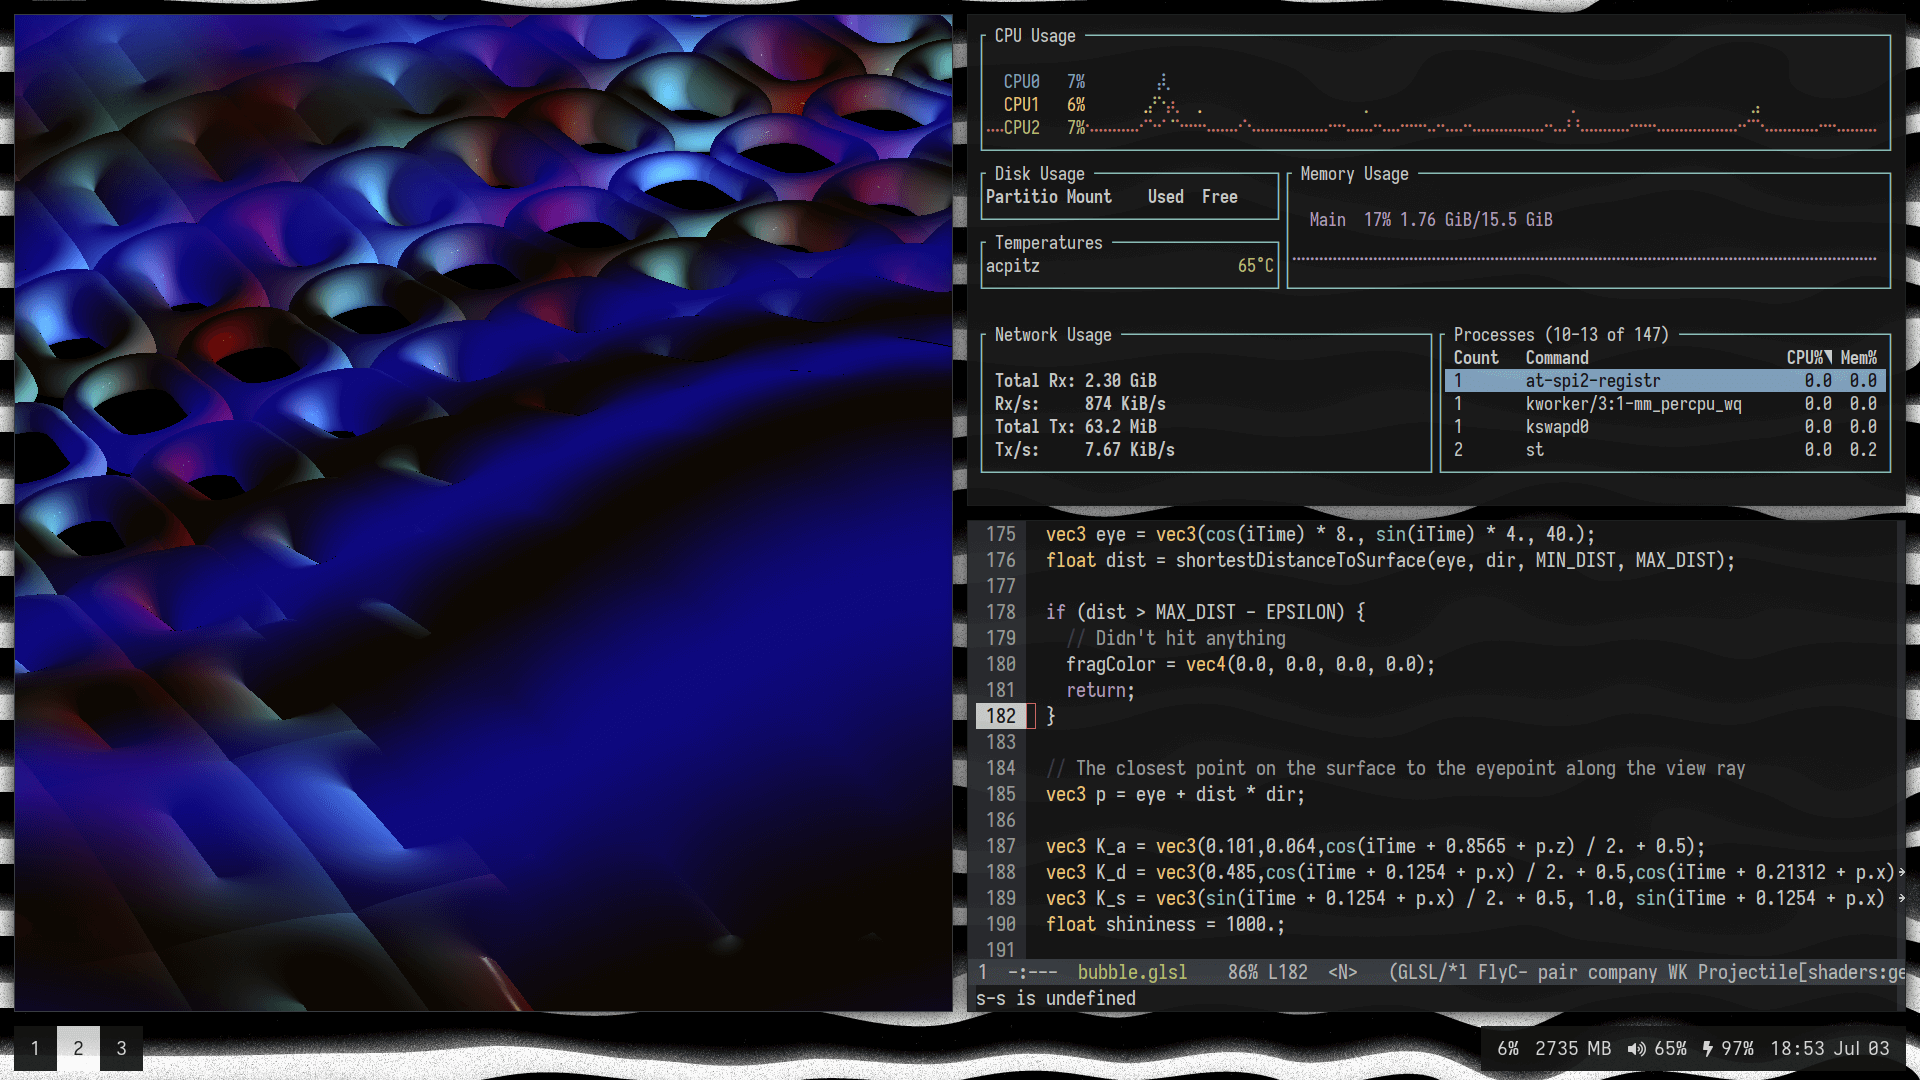 CPU Usage
CPU0 7%
CPU1 6%
CPU2 7%
Disk Usage
Partitio Mount Used Free
Temperatures
acpitz 65°C
Memory Usage
Main 17% 1.76 GiB/15.5 GiB
Network Usage
Total Rx: 2.30 GiB
Rx/s: 874 KiB/s
Total Tx: 63.2 MiB
Tx/s: 7.67 KiB/s
Processes (10-13 of 147)
Count Command CPU%▼ Mem%
1 at-spi2-registr 0.0 0.0
1 kworker/3:1-mm_percpu_wq 0.0 0.0
1 kswapd0 0.0 0.0
2 st 0.0 0.2
175 vec3 eye = vec3(cos(iTime) * 8., sin(iTime) * 4., 40.);
176 float dist = shortestDistanceToSurface(eye, dir, MIN_DIST, MAX_DIST);
177
178 if (dist > MAX_DIST - EPSILON) {
179 // Didn't hit anything
180 fragColor = vec4(0.0, 0.0, 0.0, 0.0);
181 return;
182 }
183
184 // The closest point on the surface to the eyepoint along the view ray
185 vec3 p = eye + dist * dir;
186
187 vec3 K_a = vec3(0.101,0.064,cos(iTime + 0.8565 + p.z) / 2. + 0.5);
188 vec3 K_d = vec3(0.485,cos(iTime + 0.1254 + p.x) / 2. + 0.5,cos(iTime + 0.21312 + p.x)→
189 vec3 K_s = vec3(sin(iTime + 0.1254 + p.x) / 2. + 0.5, 1.0, sin(iTime + 0.1254 + p.x) →
190 float shininess = 1000.;
191
1 -:--- bubble.glsl 86% L182 <N> (GLSL/*l FlyC- pair company WK Projectile[shaders:ge
s-s is undefined
1 2 3
6% 2735 MB 65% 97% 18:53 Jul 03